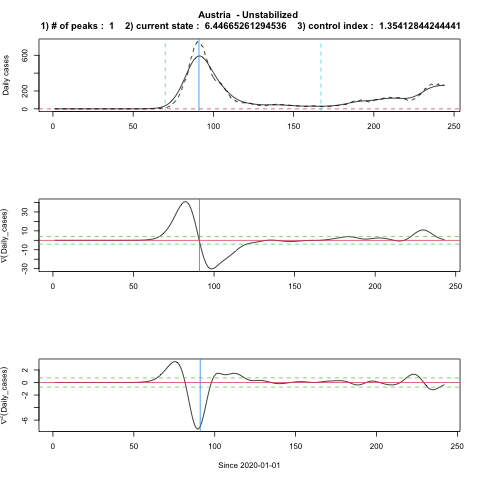 Austria - Unstabilized
1) # of peaks : 1 2) current state : 6.44665261294536 3) control index : 1.35412844244441
Daily cases
600
200
0
0 50 100 150 200 250
∇(Daily_cases)
30
10
-10
-30
0 50 100 150 200 250
∇²(Daily_cases)
2
0
-2
-6
0 50 100 150 200 250
Since 2020-01-01